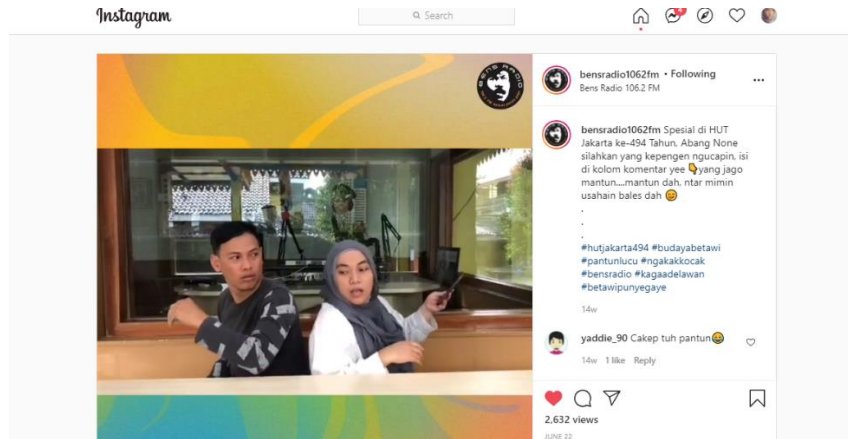 Instagram
Search
4
BENS RADIO
bensradio1062fm • Following
Bens Radio 106.2 FM
bensradio1062fm Spesial di HUT
Jakarta ke-494 Tahun, Abang None
silahkan yang kepengen ngucapin, isi
di kolom komentar yee 👇yang jago
mantun....mantun dah, ntar mimin
usahain bales dah 😊
.
.
.
#hutjakarta494 #budayabetawi
#pantunlucu #ngakakkocak
#bensradio #kagaadelawan
#betawipunyegaye
14w
yaddie_90 Cakep tuh pantun😂
14w 1 like Reply
2,632 views
JUNE 22